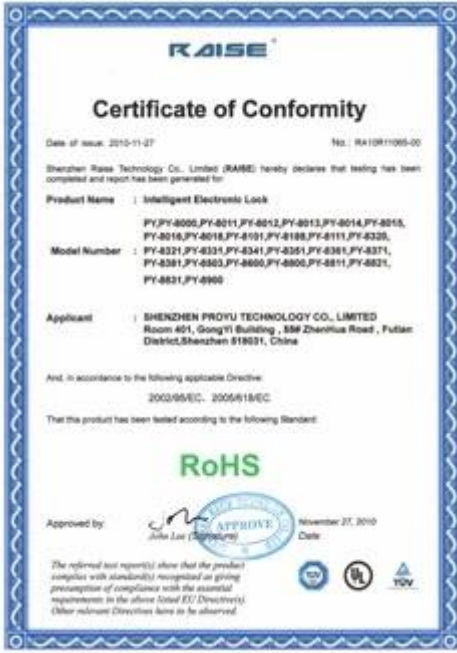 RAISE
Certificate of Conformity
Date of issue: 2010-11-27 No.: RA10R11065-00
Shenzhen Raise Technology Co., Limited (RAISE) hereby declares that testing has been
completed and report has been generated for
Product Name : Intelligent Electronic Lock
PY,PY-8000,PY-8011,PY-8012,PY-8013,PY-8014,PY-8015,
PY-8016,PY-8018,PY-8101,PY-8188,PY-8111,PY-8320,
Model Number : PY-8321,PY-8331,PY-8341,PY-8351,PY-8361,PY-8371,
PY-8381,PY-8503,PY-8600,PY-8800,PY-8811,PY-8821,
PY-8831,PY-8900
Applicant : SHENZHEN PROYU TECHNOLOGY CO., LIMITED
Room 401, GongYi Building , 55# ZhenHua Road , Futian
District,Shenzhen 518031, China
And, in accordance to the following applicable Directive:
2002/95/EC、2005/618/EC
That this product has been tested according to the following Standard:
RoHS
Approved by:
APPROVE
November 27, 2010
John Lee (Signature)
Date
The referred test report(s) show that the product
complies with standard(s) recognized as giving
presumption of compliance with the essential
requirements in the above listed EU Directive(s).
Other relevant Directives have to be observed.
TUV
UL
TÜV